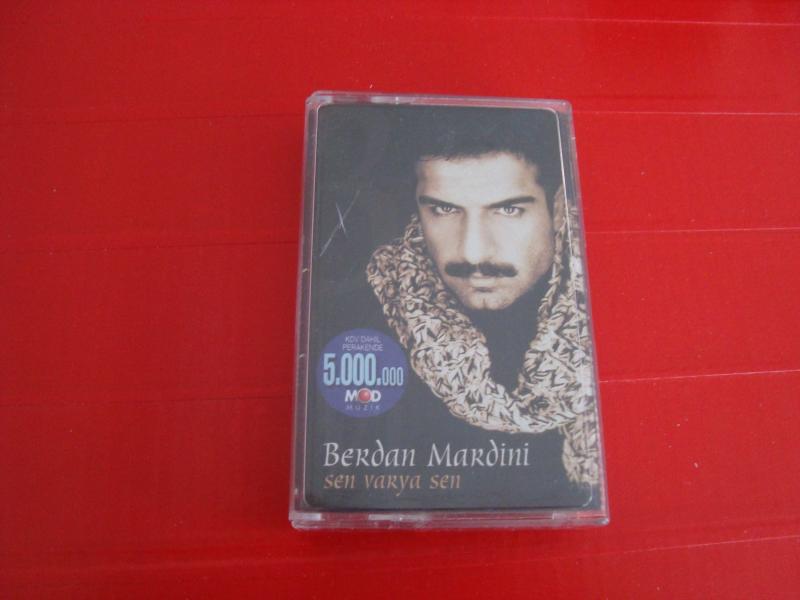 KDV DAHİL
PERAKENDE
5.000.000
MOD
MÜZİK
Berdan Mardini
sen varya sen